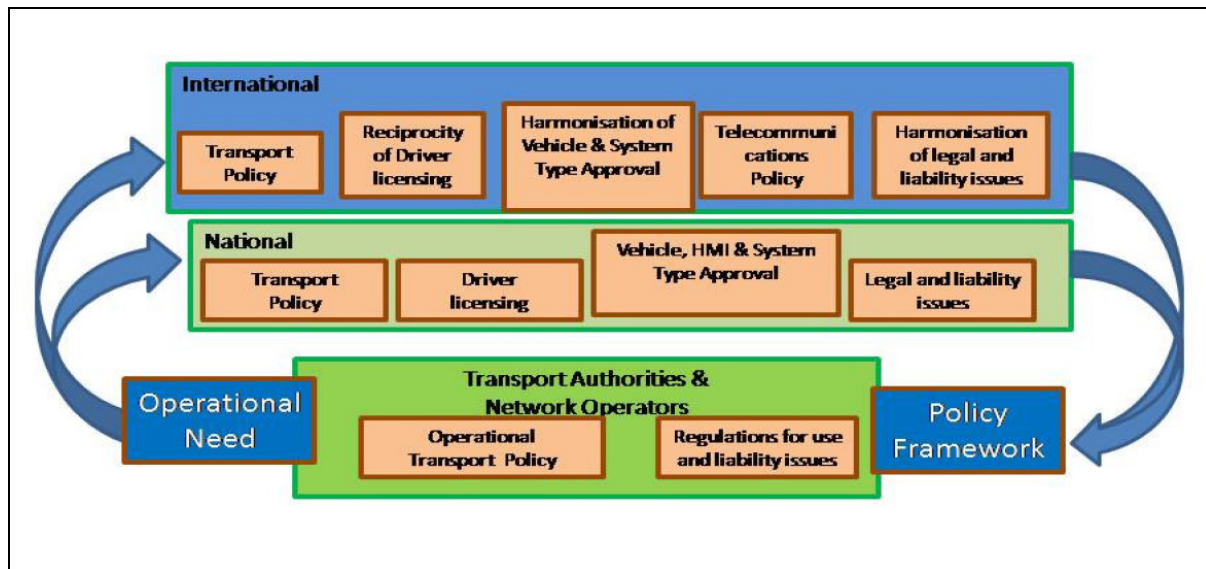 International
Transport
Policy
Reciprocity
of Driver
licensing
Harmonisation of
Vehicle & System
Type Approval
Telecommuni
cations
Policy
Harmonisation
of legal and
liability issues
National
Transport
Policy
Driver
licensing
Vehicle, HMI & System
Type Approval
Legal and liability
issues
Transport Authorities &
Network Operators
Operational
Need
Operational
Transport Policy
Regulations for use
and liability issues
Policy
Framework